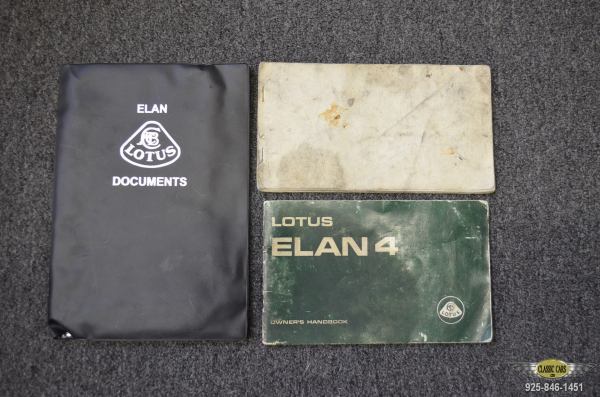 ELAN
LOTUS
DOCUMENTS
LOTUS
ELAN 4
OWNER'S HANDBOOK
LOTUS
CLASSIC CARS
925-846-1451